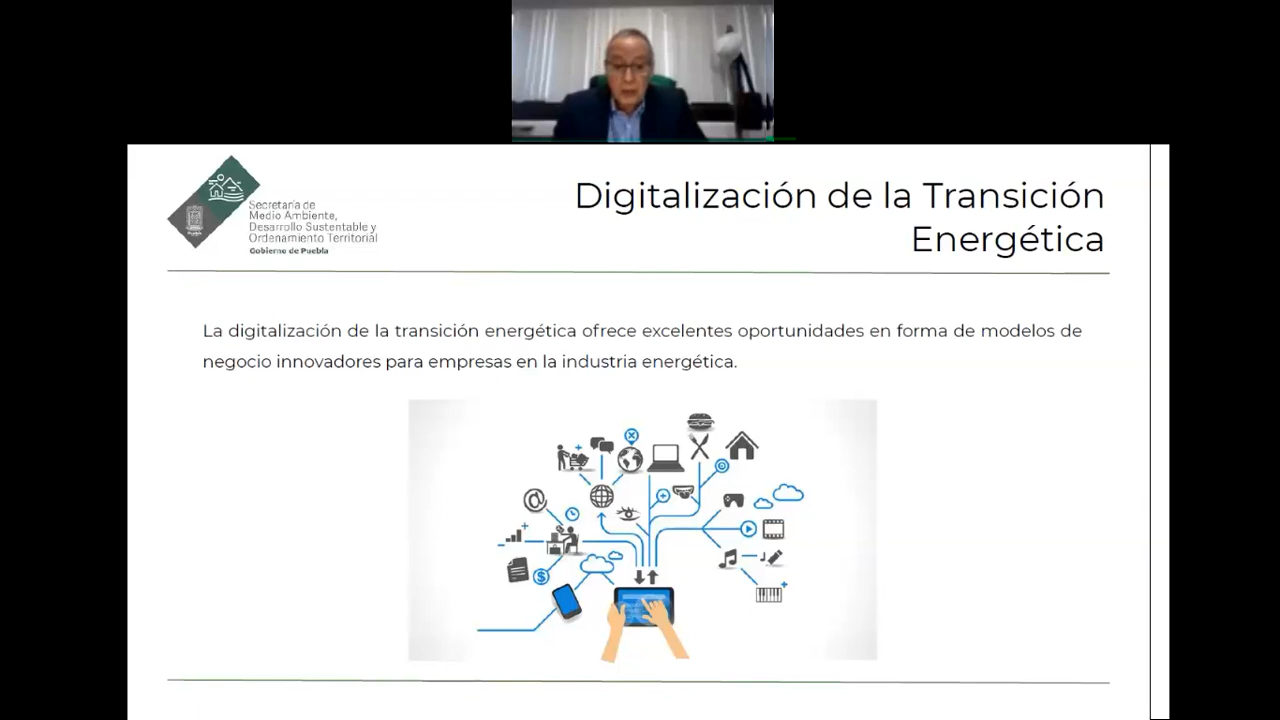 Secretaría de
Medio Ambiente,
Desarrollo Sustentable y
Ordenamiento Territorial
Gobierno de Puebla
Digitalización de la Transición
Energética
La digitalización de la transición energética ofrece excelentes oportunidades en forma de modelos de
negocio innovadores para empresas en la industria energética.